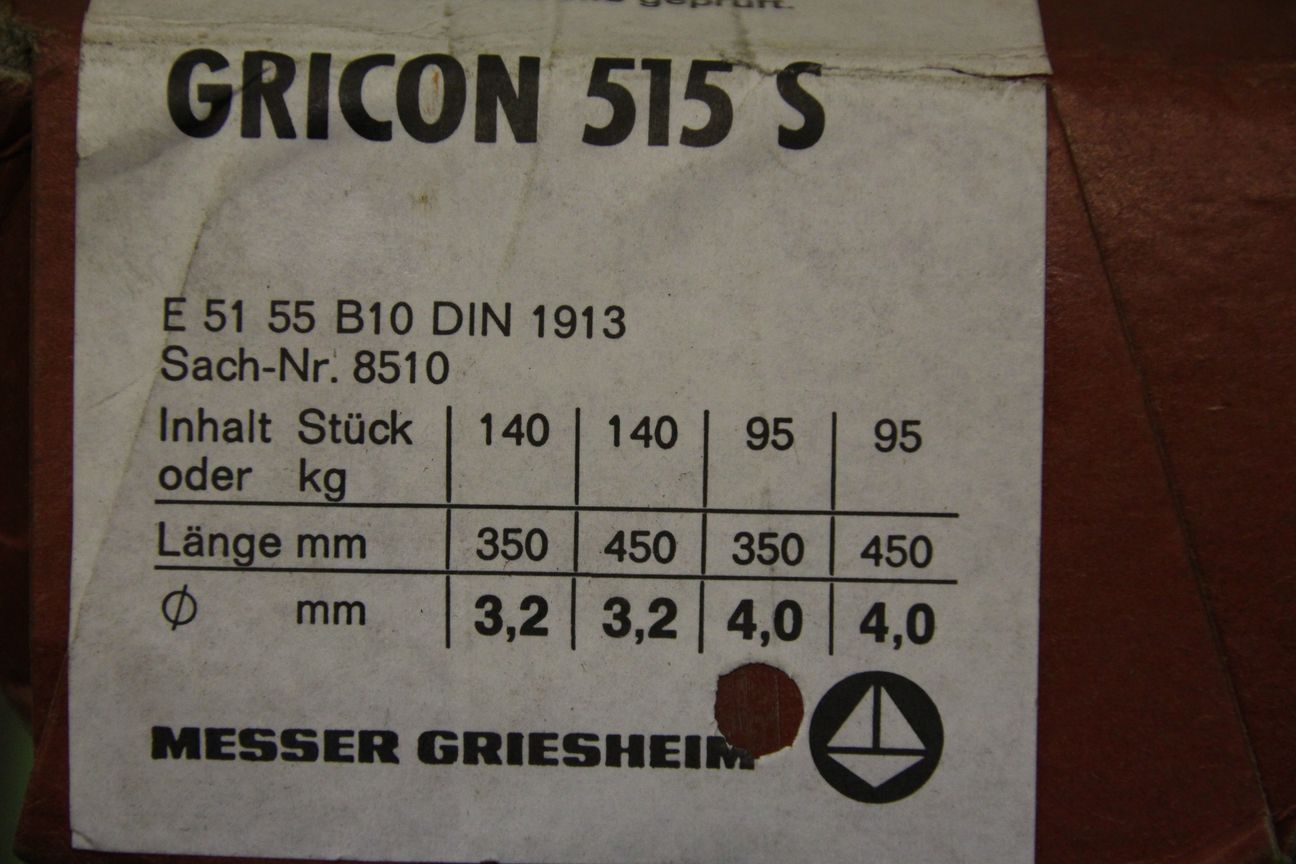 geprüft.
GRICON 515 S
E 51 55 B10 DIN 1913
Sach-Nr. 8510
Inhalt Stück 140 140 95 95
oder kg
Länge mm 350 450 350 450
Ø mm 3,2 3,2 4,0 4,0
MESSER GRIESHEIM